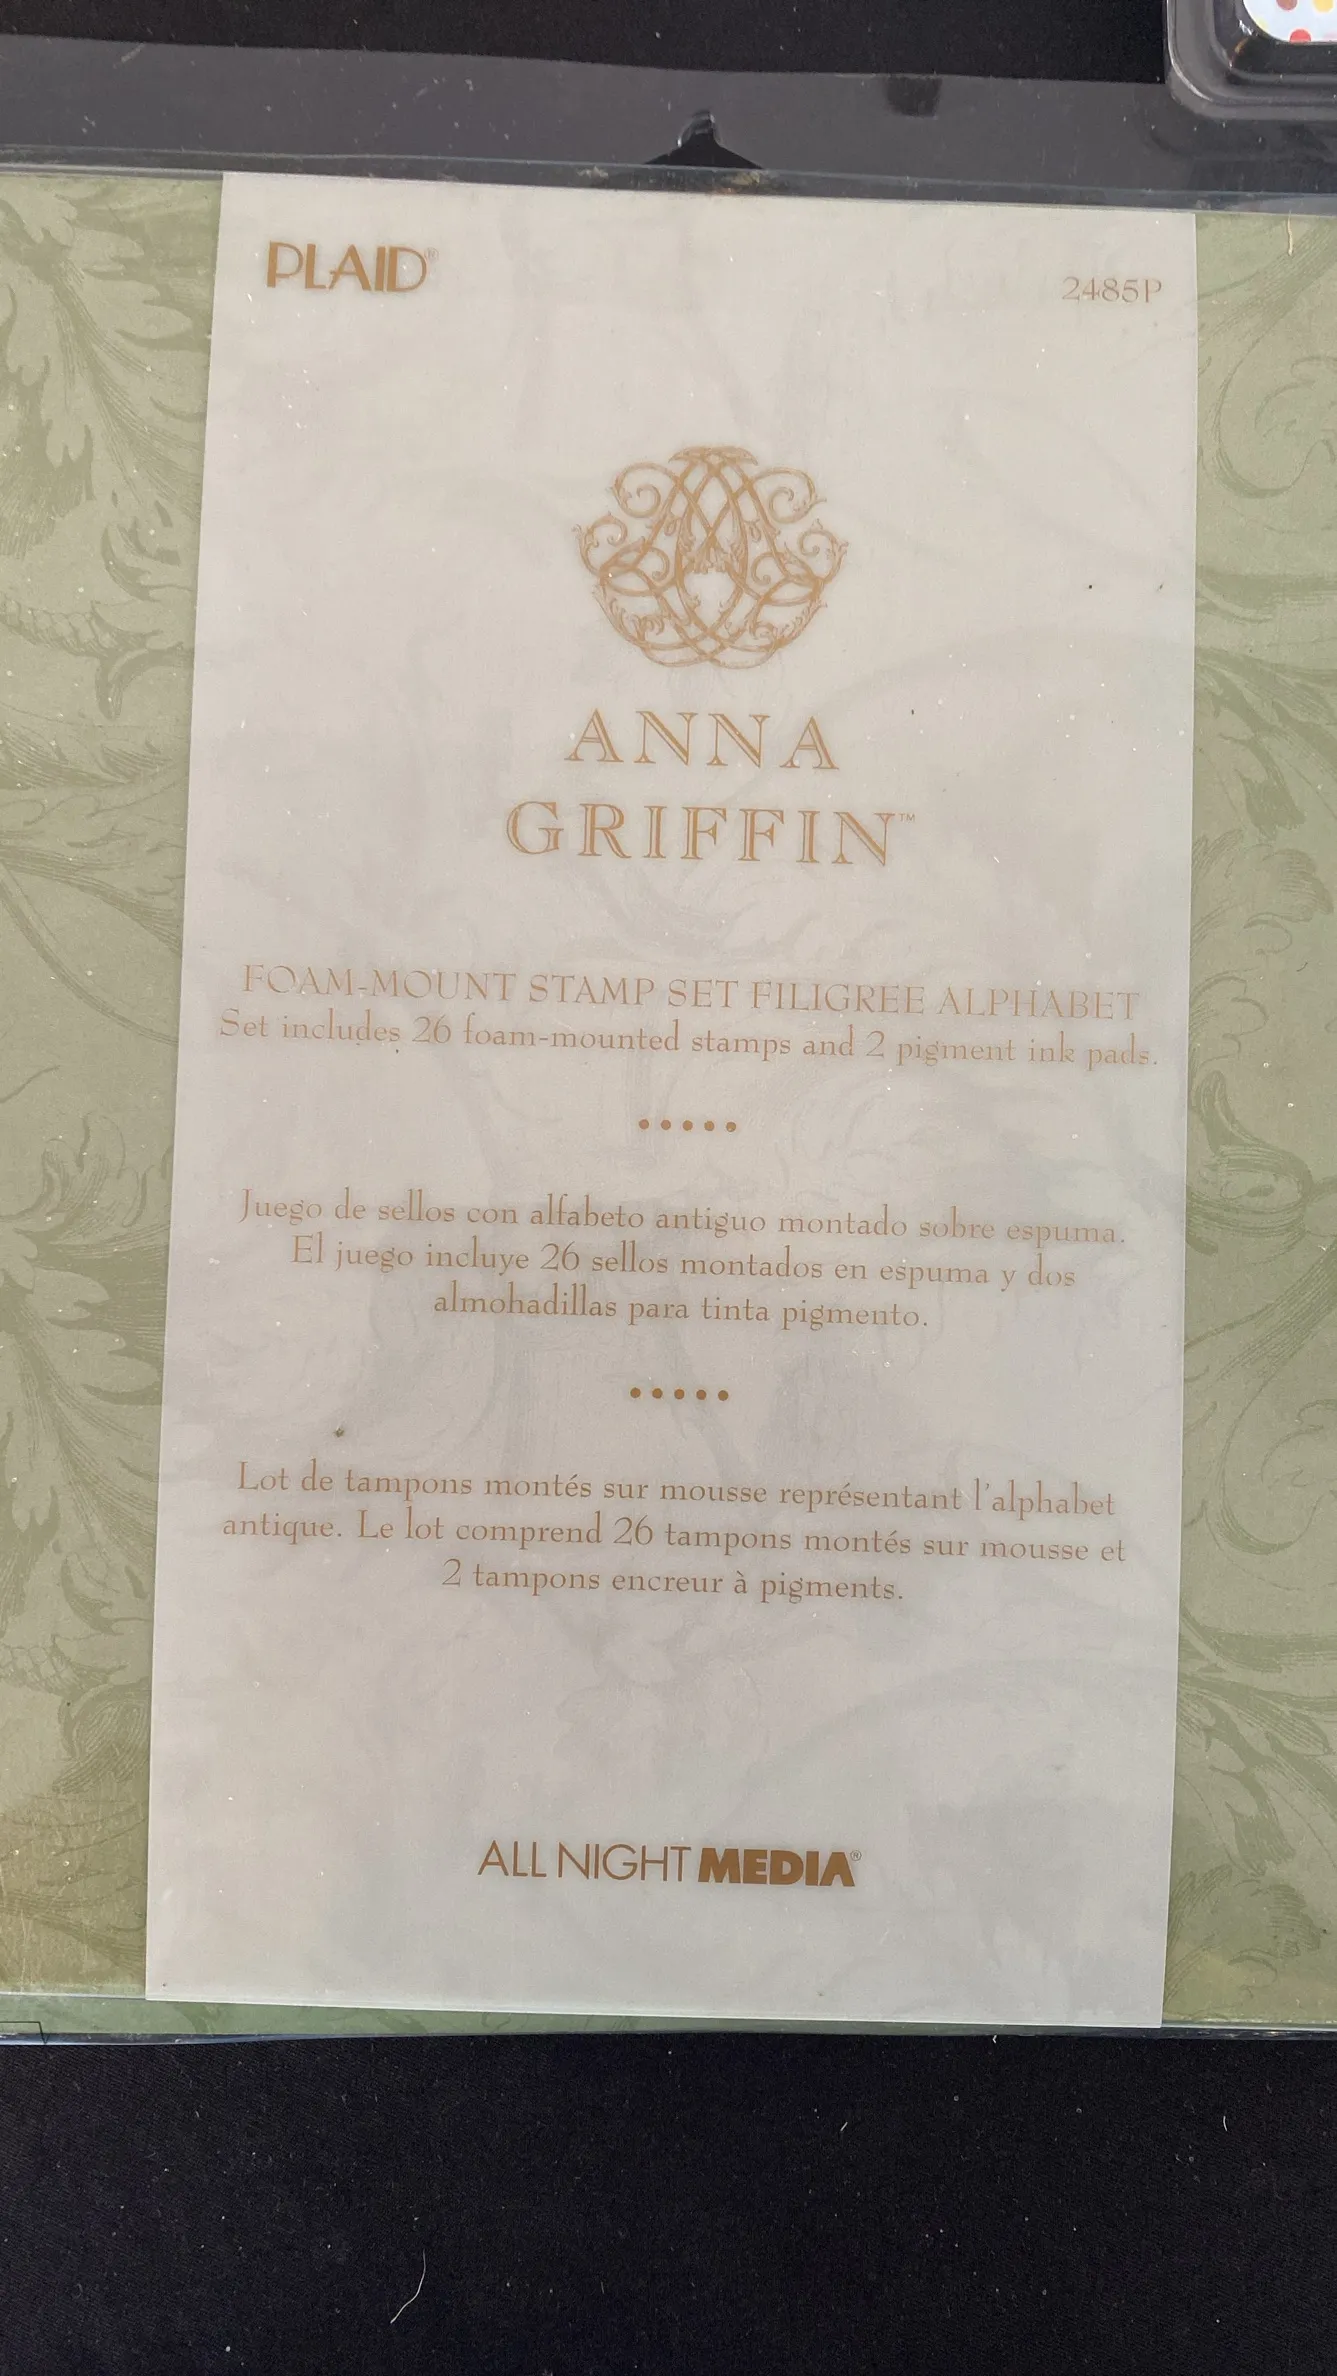 PLAID®
2485P
ANNA
GRIFFIN™
FOAM-MOUNT STAMP SET FILIGREE ALPHABET
Set includes 26 foam-mounted stamps and 2 pigment ink pads.
Juego de sellos con alfabeto antiguo montado sobre espuma.
El juego incluye 26 sellos montados en espuma y dos
almohadillas para tinta pigmento.
Lot de tampons montés sur mousse représentant l'alphabet
antique. Le lot comprend 26 tampons montés sur mousse et
2 tampons encreur à pigments.
ALL NIGHT MEDIA®